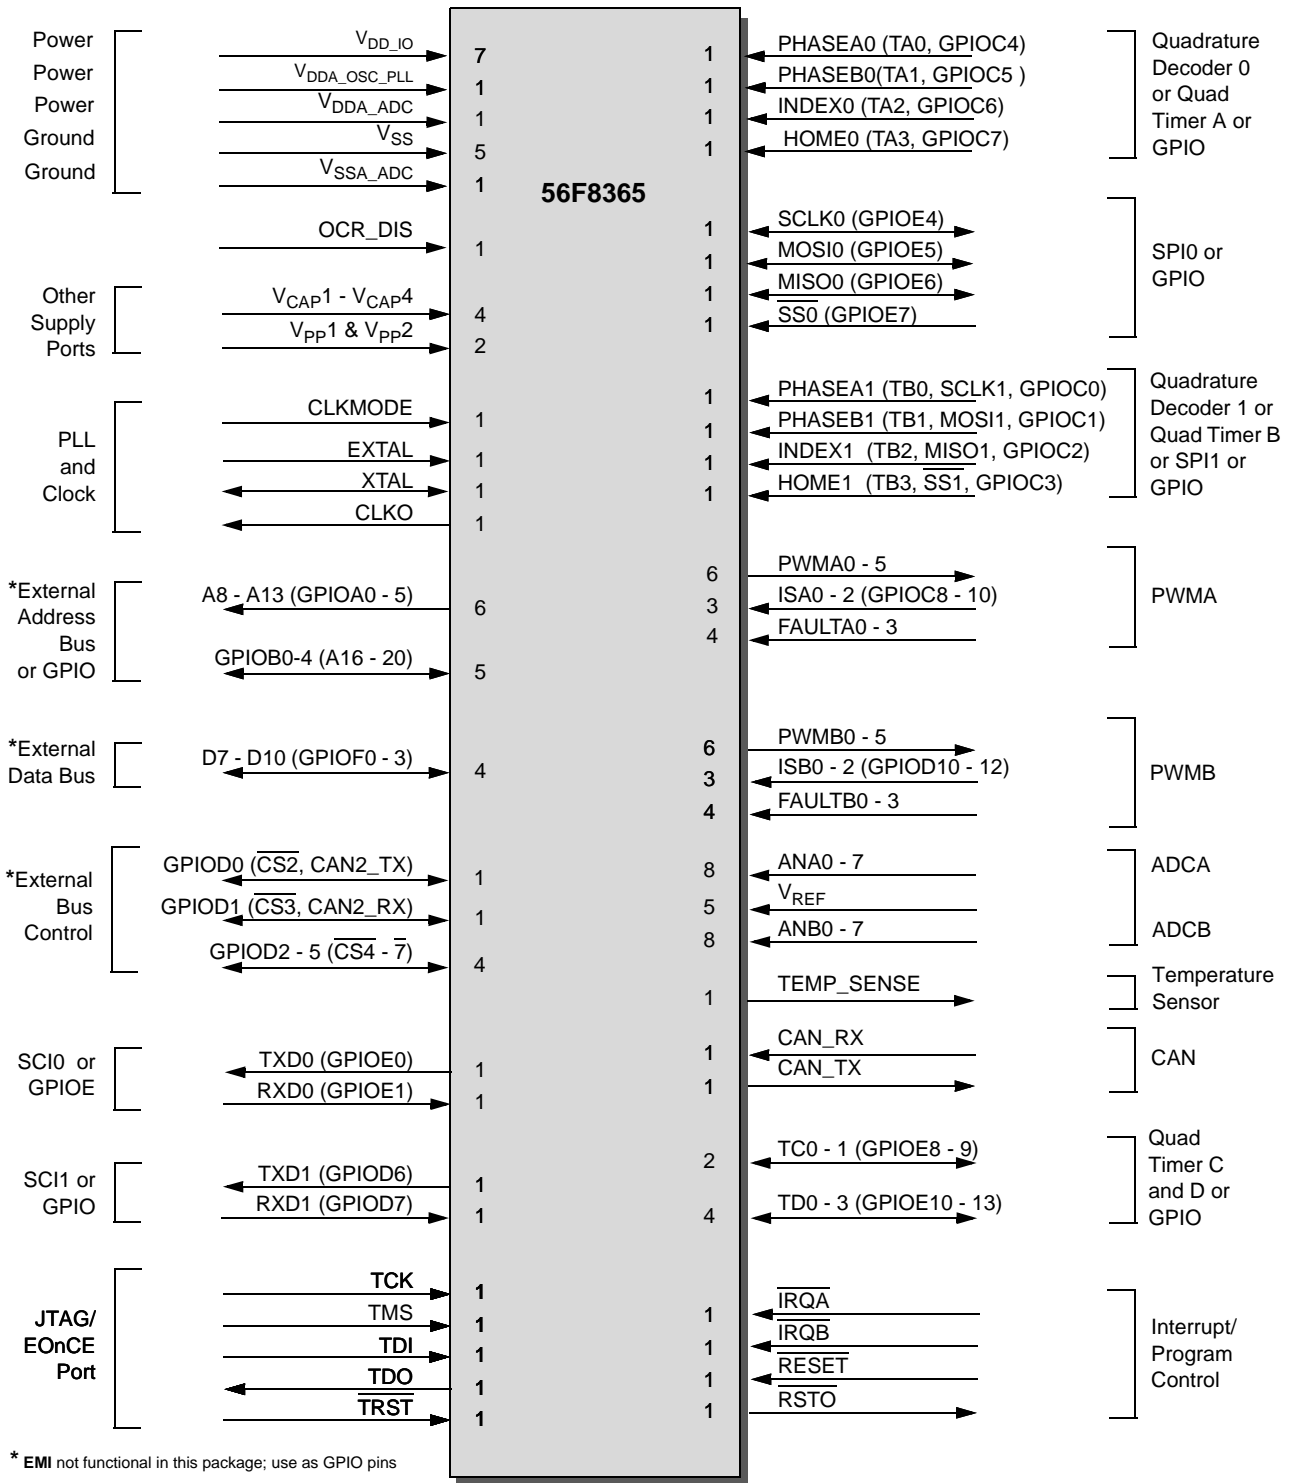 56F8365
Power
Power
Power
Ground
Ground
VDD_IO 7
VDDA_OSC_PLL 1
VDDA_ADC 1
VSS 5
VSSA_ADC 1
OCR_DIS 1
Other
Supply
Ports
VCAP1 - VCAP4 4
VPP1 & VPP2 2
PLL
and
Clock
CLKMODE 1
EXTAL 1
XTAL 1
CLKO 1
*External
Address
Bus
or GPIO
A8 - A13 (GPIOA0 - 5) 6
GPIOB0-4 (A16 - 20) 5
*External
Data Bus
D7 - D10 (GPIOF0 - 3) 4
*External
Bus
Control
GPIOD0 (CS2, CAN2_TX) 1
GPIOD1 (CS3, CAN2_RX) 1
GPIOD2 - 5 (CS4 - 7) 4
SCI0 or
GPIOE
TXD0 (GPIOE0) 1
RXD0 (GPIOE1) 1
SCI1 or
GPIO
TXD1 (GPIOD6) 1
RXD1 (GPIOD7) 1
JTAG/
EOnCE
Port
TCK 1
TMS 1
TDI 1
TDO 1
TRST 1
1 PHASEA0 (TA0, GPIOC4)
1 PHASEB0(TA1, GPIOC5 )
1 INDEX0 (TA2, GPIOC6)
1 HOME0 (TA3, GPIOC7)
Quadrature
Decoder 0
or Quad
Timer A or
GPIO
1 SCLK0 (GPIOE4)
1 MOSI0 (GPIOE5)
1 MISO0 (GPIOE6)
1 SS0 (GPIOE7)
SPI0 or
GPIO
1 PHASEA1 (TB0, SCLK1, GPIOC0)
1 PHASEB1 (TB1, MOSI1, GPIOC1)
1 INDEX1 (TB2, MISO1, GPIOC2)
1 HOME1 (TB3, SS1, GPIOC3)
Quadrature
Decoder 1 or
Quad Timer B
or SPI1 or
GPIO
6 PWMA0 - 5
3 ISA0 - 2 (GPIOC8 - 10)
4 FAULTA0 - 3
PWMA
6 PWMB0 - 5
3 ISB0 - 2 (GPIOD10 - 12)
4 FAULTB0 - 3
PWMB
8 ANA0 - 7
5 VREF
8 ANB0 - 7
ADCA
ADCB
1 TEMP_SENSE
Temperature
Sensor
1 CAN_RX
1 CAN_TX
CAN
2 TC0 - 1 (GPIOE8 - 9)
4 TD0 - 3 (GPIOE10 - 13)
Quad
Timer C
and D or
GPIO
1 IRQA
1 IRQB
1 RESET
1 RSTO
Interrupt/
Program
Control
* EMI not functional in this package; use as GPIO pins